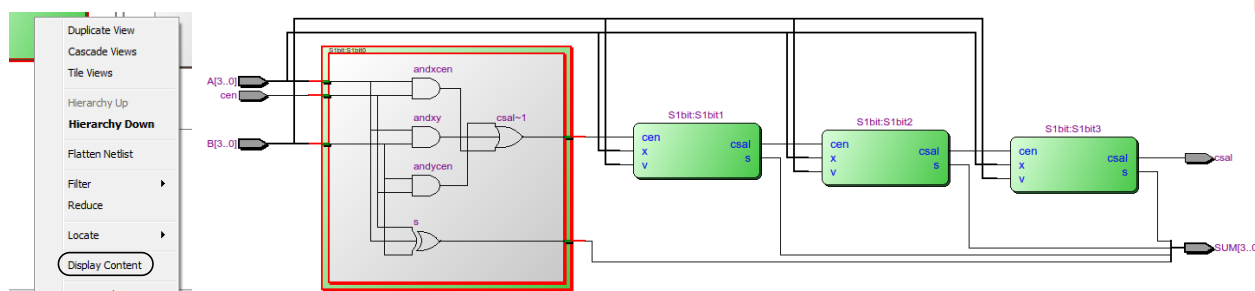 Duplicate View
Cascade Views
Tile Views
Hierarchy Up
Hierarchy Down
Flatten Netlist
Filter
Reduce
Locate
Display Content
S1bit:S1bit0
A[3..0]
cen
B[3..0]
andxcen
andxy
csal~1
andycen
s
S1bit:S1bit1
cen
x
v
csal
s
S1bit:S1bit2
cen
x
v
csal
s
S1bit:S1bit3
cen
x
v
csal
s
csal
SUM[3..0